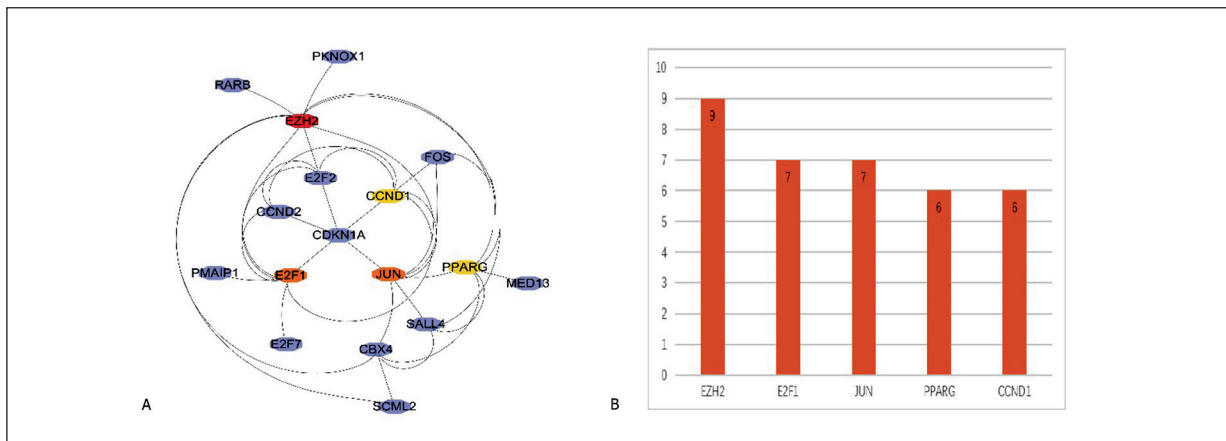 PKNOX1
RARB
EZH2
FOS
E2F2
CCND1
CCND2
CDKN1A
PMAIP1
E2F1
JUN
PPARG
MED13
SALL4
E2F7
CBX4
SCML2
A
10
9
8
7
6
5
4
3
2
1
0
9
7
7
6
6
EZH2 E2F1 JUN PPARG CCND1
B